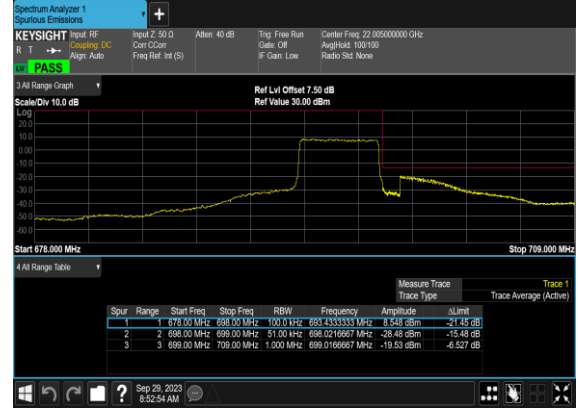 Spectrum Analyzer 1
Spurious Emissions
+
KEYSIGHT Input: RF Input Z: 50 Ω Atten: 40 dB Trig: Free Run Center Freq: 22.005000000 GHz
R T Coupling: DC Corr CCorr Gate: Off Avg|Hold: 100/100
Align: Auto Freq Ref: Int (S) IF Gain: Low Radio Std: None
LW PASS
3 All Range Graph
Ref Lvl Offset 7.50 dB
Scale/Div 10.0 dB Ref Value 30.00 dBm
Log
20.0
10.0
0.00
-10.0
-20.0
-30.0
-40.0
-50.0
-60.0
Start 678.000 MHz Stop 709.000 MHz
4 All Range Table
Measure Trace Trace 1
Trace Type Trace Average (Active)
Spur Range Start Freq Stop Freq RBW Frequency Amplitude ΔLimit
1 1 678.00 MHz 698.00 MHz 100.0 kHz 693.4333333 MHz 8.548 dBm -21.45 dB
2 2 698.00 MHz 699.00 MHz 51.00 kHz 698.0216667 MHz -28.48 dBm -15.48 dB
3 3 699.00 MHz 709.00 MHz 1.000 MHz 699.0166667 MHz -19.53 dBm -6.527 dB
? Sep 29, 2023
8:52:54 AM